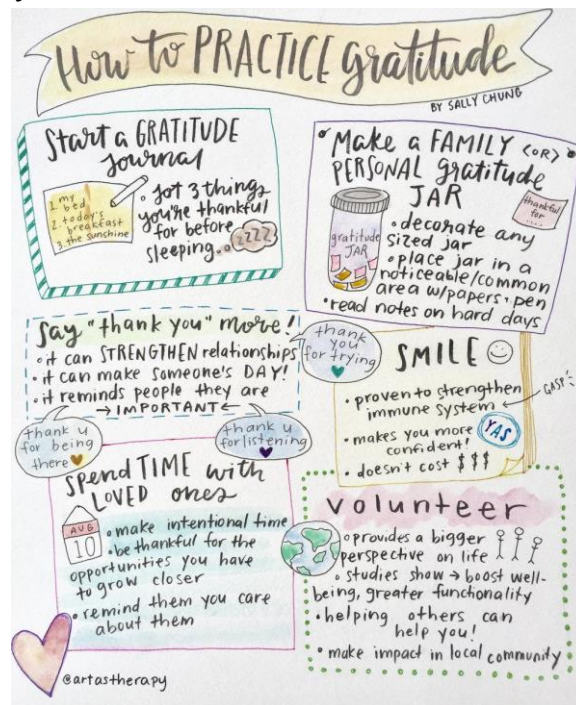 How to PRACTICE gratitude
BY SALLY CHUNG
Start a GRATITUDE
journal
1. my
bed
2. today's
breakfast
3. the sunshine
• jot 3 things
you're thankful
for before
sleeping...
zzzz
Make a FAMILY <OR>
PERSONAL gratitude
JAR
thankful
for
....
gratitude
JAR
• decorate any
sized jar
• place jar in a
noticeable/common
area w/papers + pen
• read notes on hard days
Say "thank you" more!
• it can STRENGTHEN relationships
• it can make someone's DAY!
• it reminds people they are
→ IMPORTANT ←
thank
you
for trying
thank u
for being
there
thank u
for listening
SMILE
• proven to strengthen
immune system ← GASP!
• makes you more
confident!
YAS
• doesn't cost $$$
Spend TIME with
LOVED ones
AUG
10
• make intentional time
• be thankful for the
opportunities you have
to grow closer
• remind them you care
about them
volunteer
• provides a bigger
perspective on life
• studies show → boost well-
being, greater functionality
• helping others can
help you!
• make impact in local community
@artastherapy